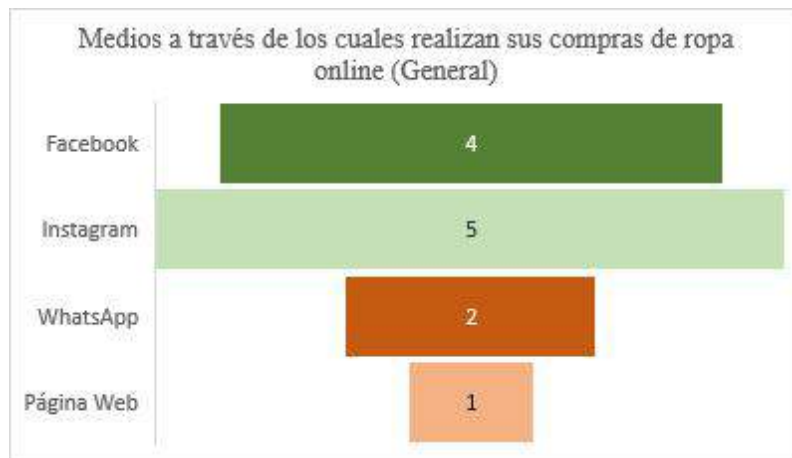 Medios a través de los cuales realizan sus compras de ropa
online (General)
Facebook 4
Instagram 5
WhatsApp 2
Página Web 1